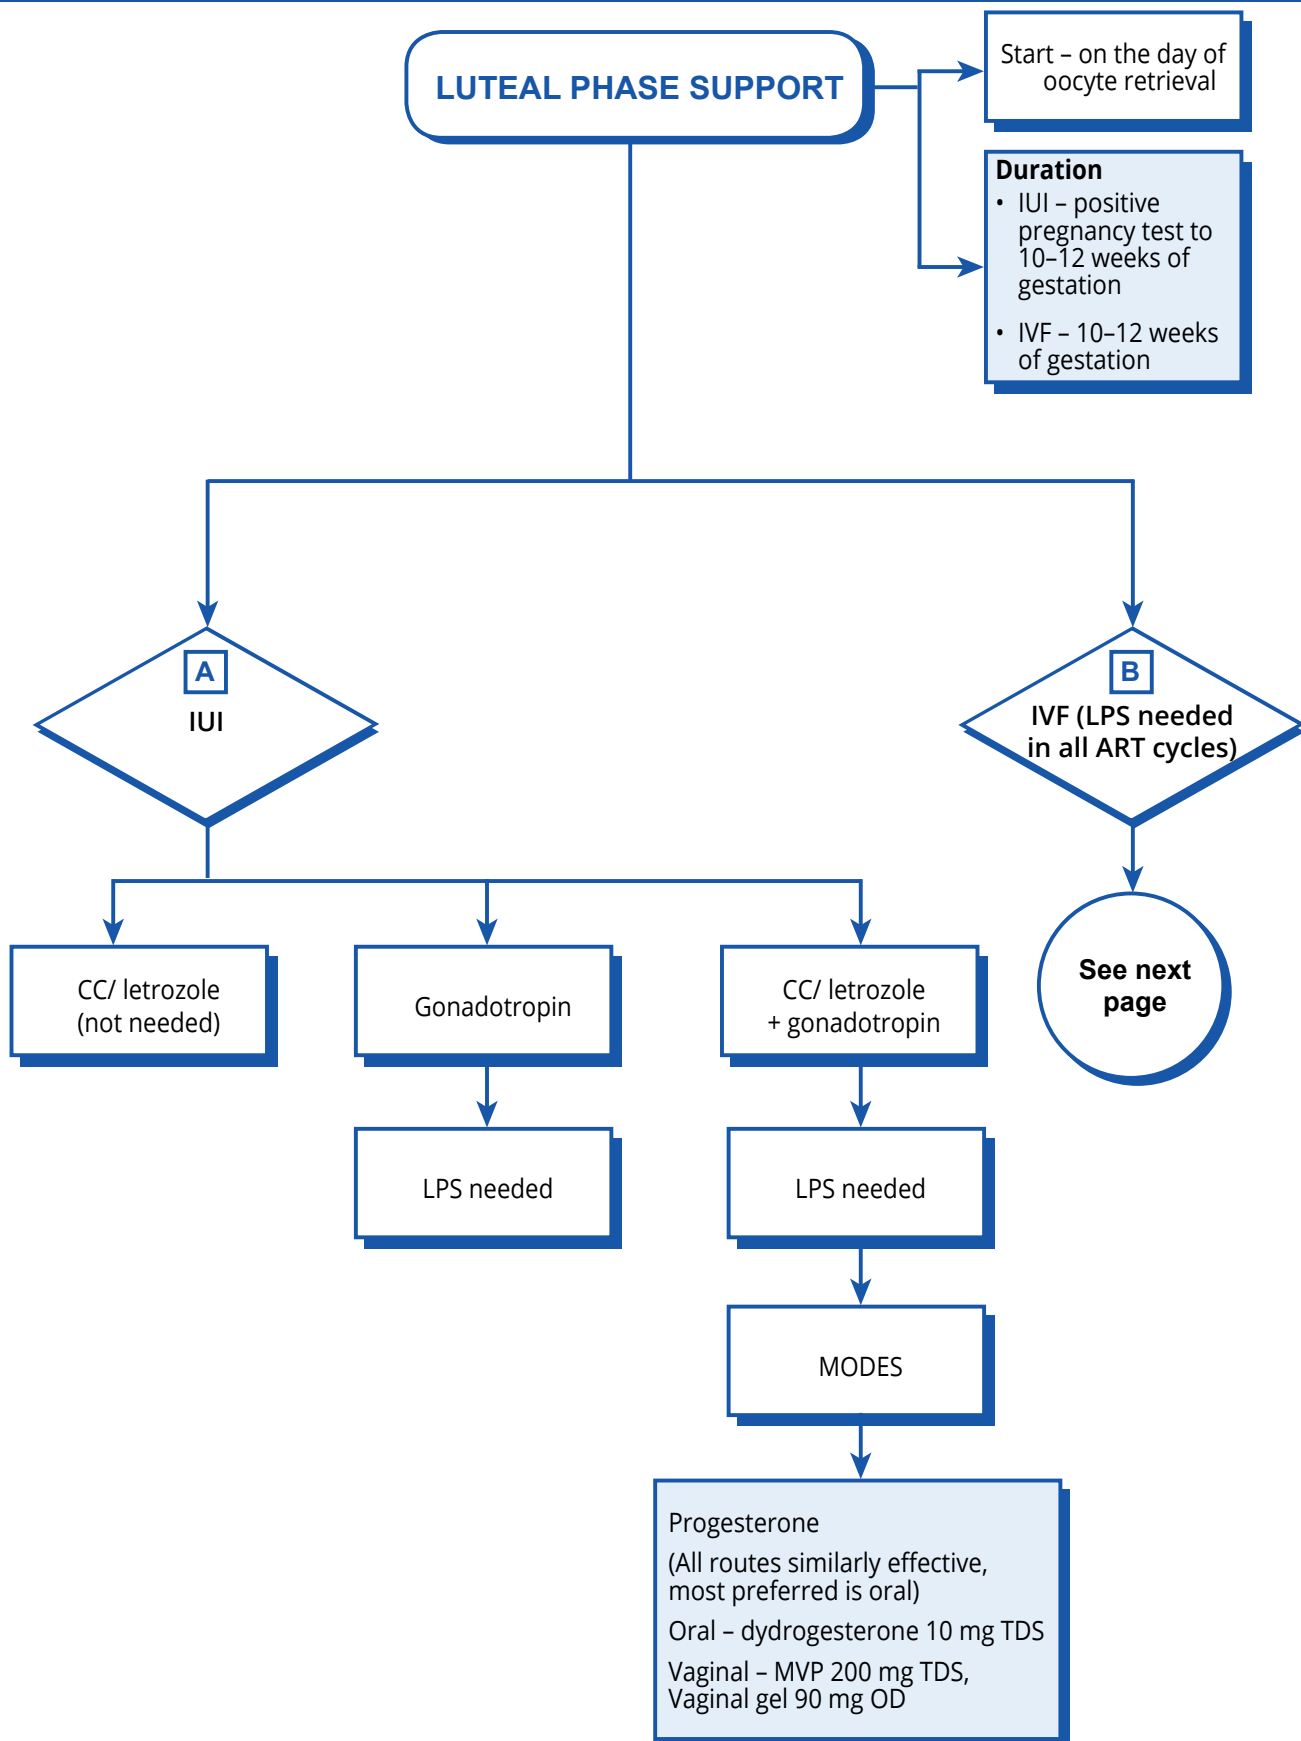 LUTEAL PHASE SUPPORT
Start – on the day of
oocyte retrieval
Duration
• IUI – positive
pregnancy test to
10–12 weeks of
gestation
• IVF – 10–12 weeks
of gestation
A
IUI
B
IVF (LPS needed
in all ART cycles)
CC/ letrozole
(not needed)
Gonadotropin
CC/ letrozole
+ gonadotropin
See next
page
LPS needed
LPS needed
MODES
Progesterone
(All routes similarly effective,
most preferred is oral)
Oral – dydrogesterone 10 mg TDS
Vaginal – MVP 200 mg TDS,
Vaginal gel 90 mg OD